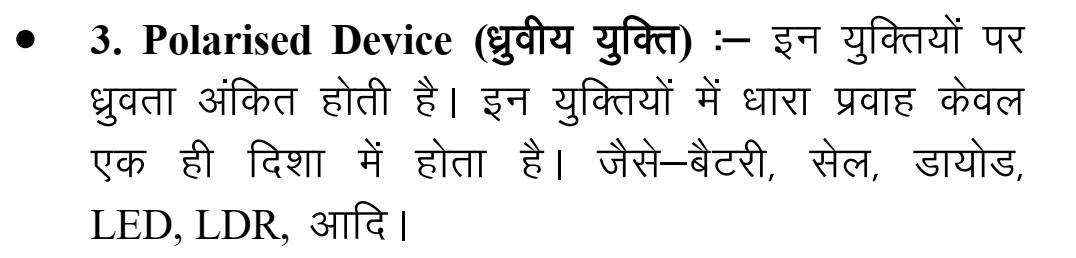 • 3. Polarised Device (ध्रुवीय युक्ति) :– इन युक्तियों पर
ध्रुवता अंकित होती है। इन युक्तियों में धारा प्रवाह केवल
एक ही दिशा में होता है। जैसे–बैटरी, सेल, डायोड,
LED, LDR, आदि।